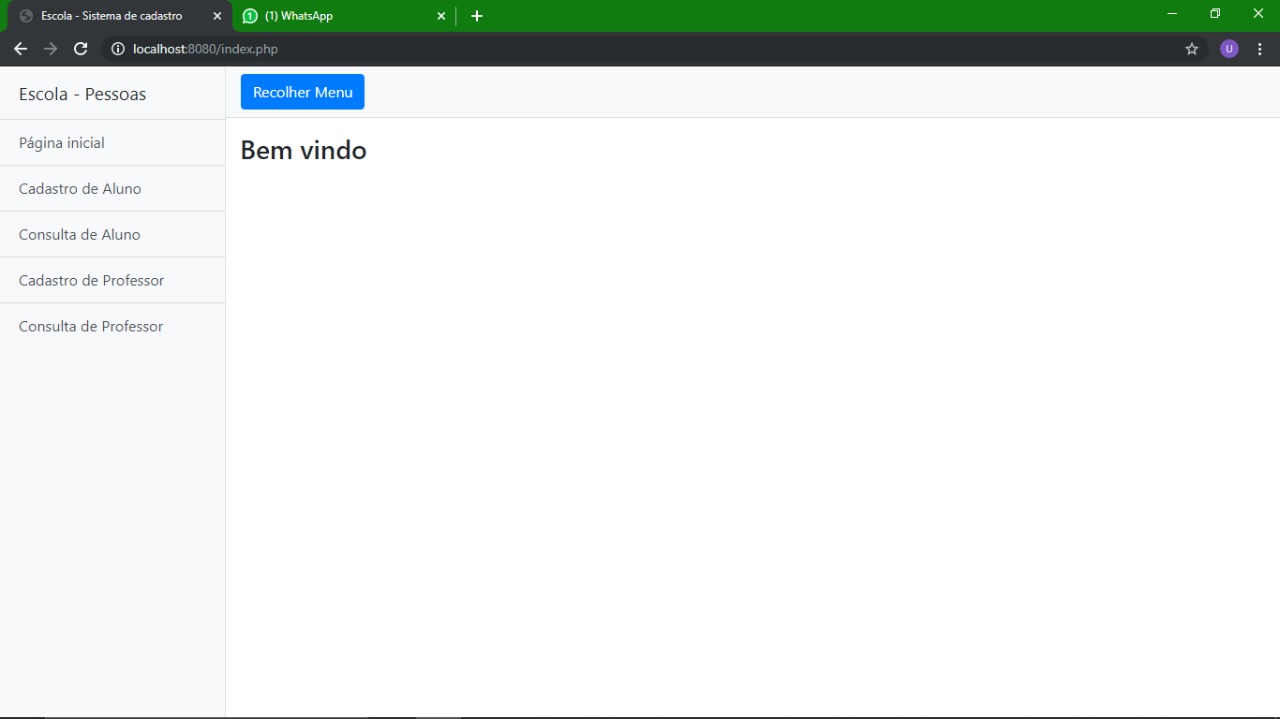 Escola - Sistema de cadastro
(1) WhatsApp
localhost:8080/index.php
U
Escola - Pessoas
Recolher Menu
Página inicial
Bem vindo
Cadastro de Aluno
Consulta de Aluno
Cadastro de Professor
Consulta de Professor